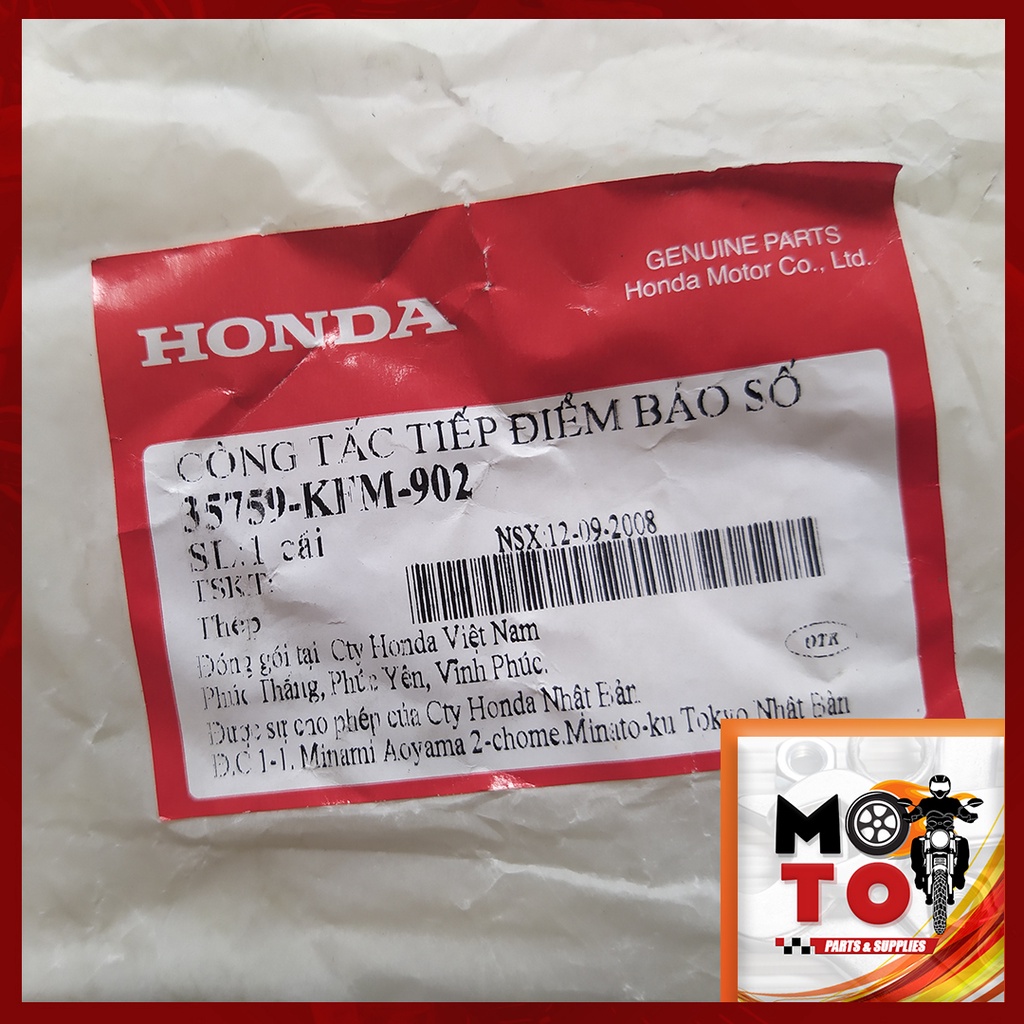 GENUINE PARTS
Honda Motor Co., Ltd.
HONDA
CÔNG TẮC TIẾP ĐIỂM BÁO SỐ
35759-KFM-902
SL:1 cái
NSX:12-09-2008
TSKT:
Thép
Đóng gói tại Cty Honda Việt Nam
Phúc Thắng, Phúc Yên, Vĩnh Phúc.
OTR
Được sự cho phép của Cty Honda Nhật Bản
Đ.C 1-1, Minami Aoyama 2-chome.Minato-ku Tokyo Nhật Bản
MOTO
PARTS & SUPPLIES